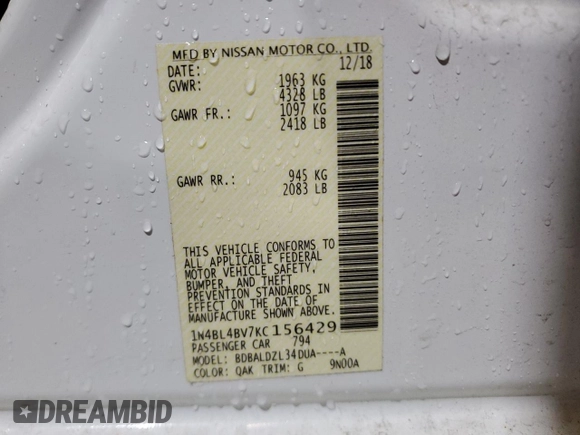 MFD BY NISSAN MOTOR CO., LTD.
DATE: 12/18
GVWR: 1963 KG
4328 LB
GAWR FR.: 1097 KG
2418 LB
GAWR RR.: 945 KG
2083 LB
THIS VEHICLE CONFORMS TO
ALL APPLICABLE FEDERAL
MOTOR VEHICLE SAFETY,
BUMPER, AND THEFT
PREVENTION STANDARDS IN
EFFECT ON THE DATE OF
MANUFACTURE SHOWN ABOVE.
1N4BL4BV7KC156429
PASSENGER CAR 794
MODEL: BDBALDZL34DUA----A
COLOR: QAK TRIM: G 9N00A
DREAMBID